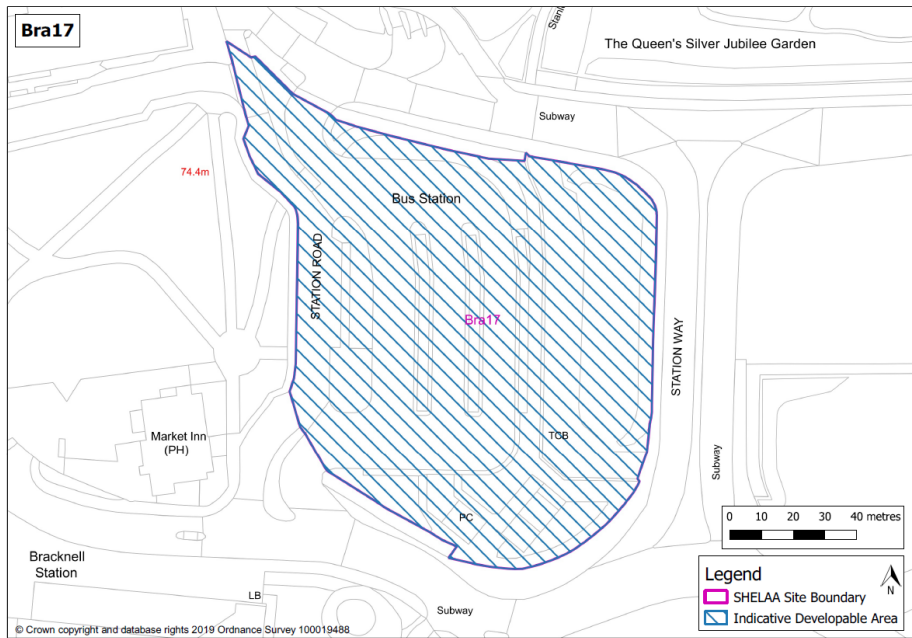 Bra17
Stanl
The Queen's Silver Jubilee Garden
Subway
74.4m
Bus Station
STATION ROAD
Bra17
STATION WAY
Market Inn
(PH)
TCB
Subway
PC
0 10 20 30 40 metres
Bracknell
Station
LB
Subway
Legend
SHELAA Site Boundary
Indicative Developable Area
N
© Crown copyright and database rights 2019 Ordnance Survey 100019488